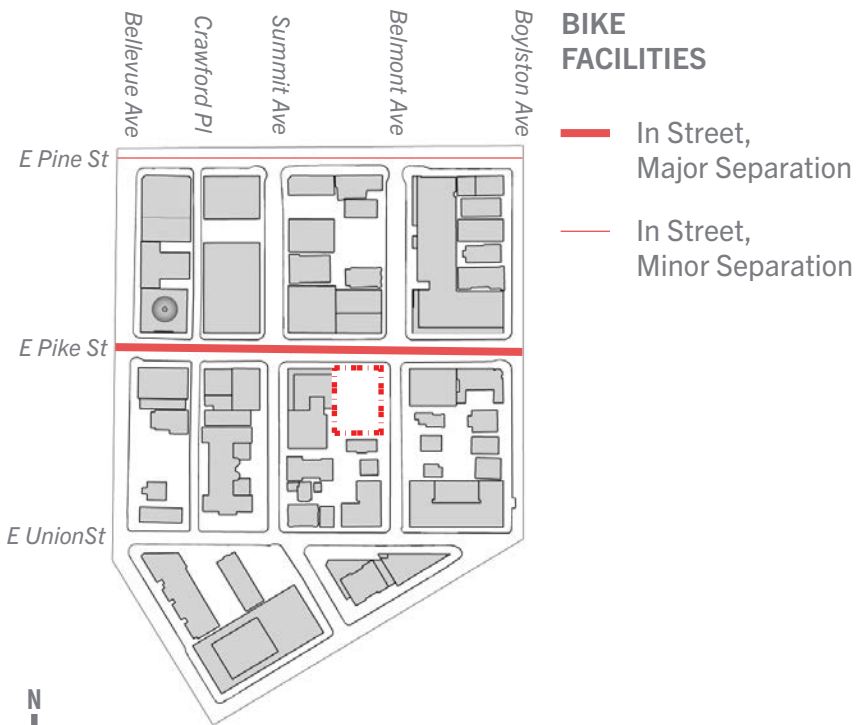 Bellevue Ave
Crawford Pl
Summit Ave
Belmont Ave
Boylston Ave
BIKE
FACILITIES
In Street,
Major Separation
In Street,
Minor Separation
E Pine St
E Pike St
E UnionSt
N